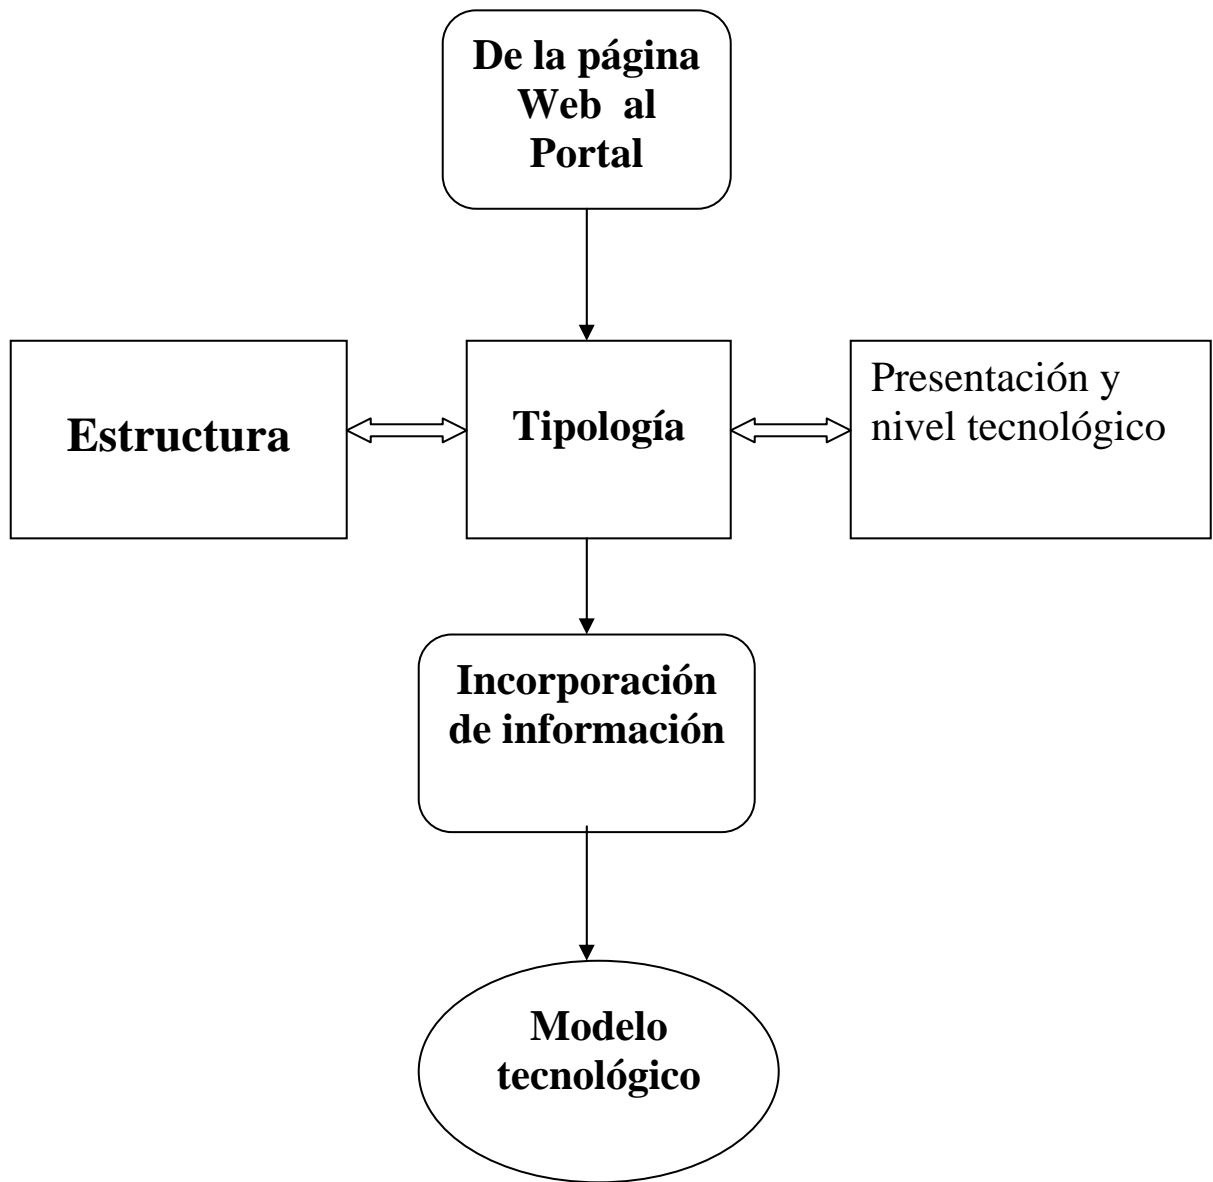 De la página
Web al
Portal
Estructura
Tipología
Presentación y
nivel tecnológico
Incorporación
de información
Modelo
tecnológico